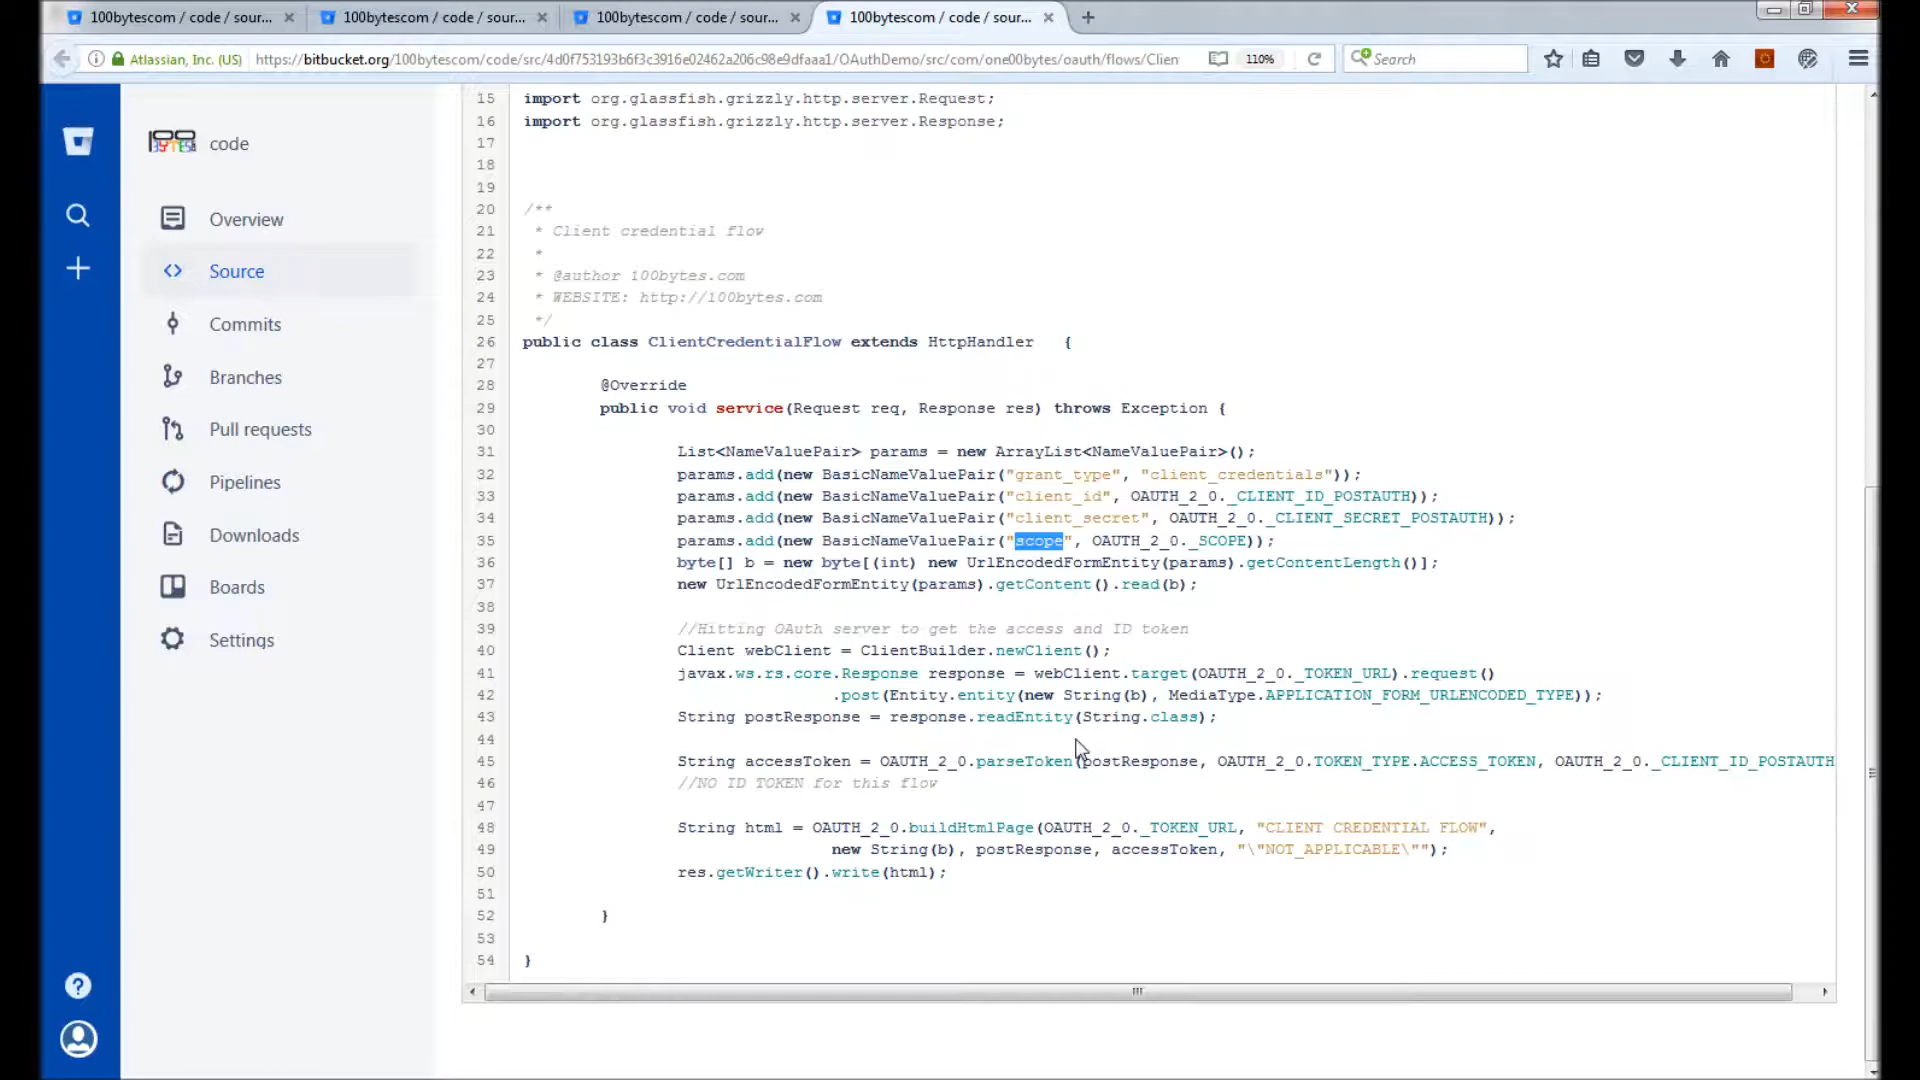 100bytescom / code / sour...
100bytescom / code / sour...
100bytescom / code / sour...
100bytescom / code / sour...
Atlassian, Inc. (US)
https://bitbucket.org/100bytescom/code/src/4d0f753193b6f3c3916e02462a206c98e9dfaaa1/OAuthDemo/src/com/one00bytes/oauth/flows/Clien
110%
Search
code
Overview
Source
Commits
Branches
Pull requests
Pipelines
Downloads
Boards
Settings
15 import org.glassfish.grizzly.http.server.Request;
16 import org.glassfish.grizzly.http.server.Response;
17
18
19
20 /**
21 * Client credential flow
22 *
23 * @author 100bytes.com
24 * WEBSITE: http://100bytes.com
25 */
26 public class ClientCredentialFlow extends HttpHandler {
27
28 @Override
29 public void service(Request req, Response res) throws Exception {
30
31 List<NameValuePair> params = new ArrayList<NameValuePair>();
32 params.add(new BasicNameValuePair("grant_type", "client_credentials"));
33 params.add(new BasicNameValuePair("client_id", OAUTH_2_0._CLIENT_ID_POSTAUTH));
34 params.add(new BasicNameValuePair("client_secret", OAUTH_2_0._CLIENT_SECRET_POSTAUTH));
35 params.add(new BasicNameValuePair("scope", OAUTH_2_0._SCOPE));
36 byte[] b = new byte[(int) new UrlEncodedFormEntity(params).getContentLength()];
37 new UrlEncodedFormEntity(params).getContent().read(b);
38
39 //Hitting OAuth server to get the access and ID token
40 Client webClient = ClientBuilder.newClient();
41 javax.ws.rs.core.Response response = webClient.target(OAUTH_2_0._TOKEN_URL).request()
42 .post(Entity.entity(new String(b), MediaType.APPLICATION_FORM_URLENCODED_TYPE));
43 String postResponse = response.readEntity(String.class);
44
45 String accessToken = OAUTH_2_0.parseToken(postResponse, OAUTH_2_0.TOKEN_TYPE.ACCESS_TOKEN, OAUTH_2_0._CLIENT_ID_POSTAUTH
46 //NO ID TOKEN for this flow
47
48 String html = OAUTH_2_0.buildHtmlPage(OAUTH_2_0._TOKEN_URL, "CLIENT CREDENTIAL FLOW",
49 new String(b), postResponse, accessToken, "\"NOT_APPLICABLE\"");
50 res.getWriter().write(html);
51
52 }
53
54 }